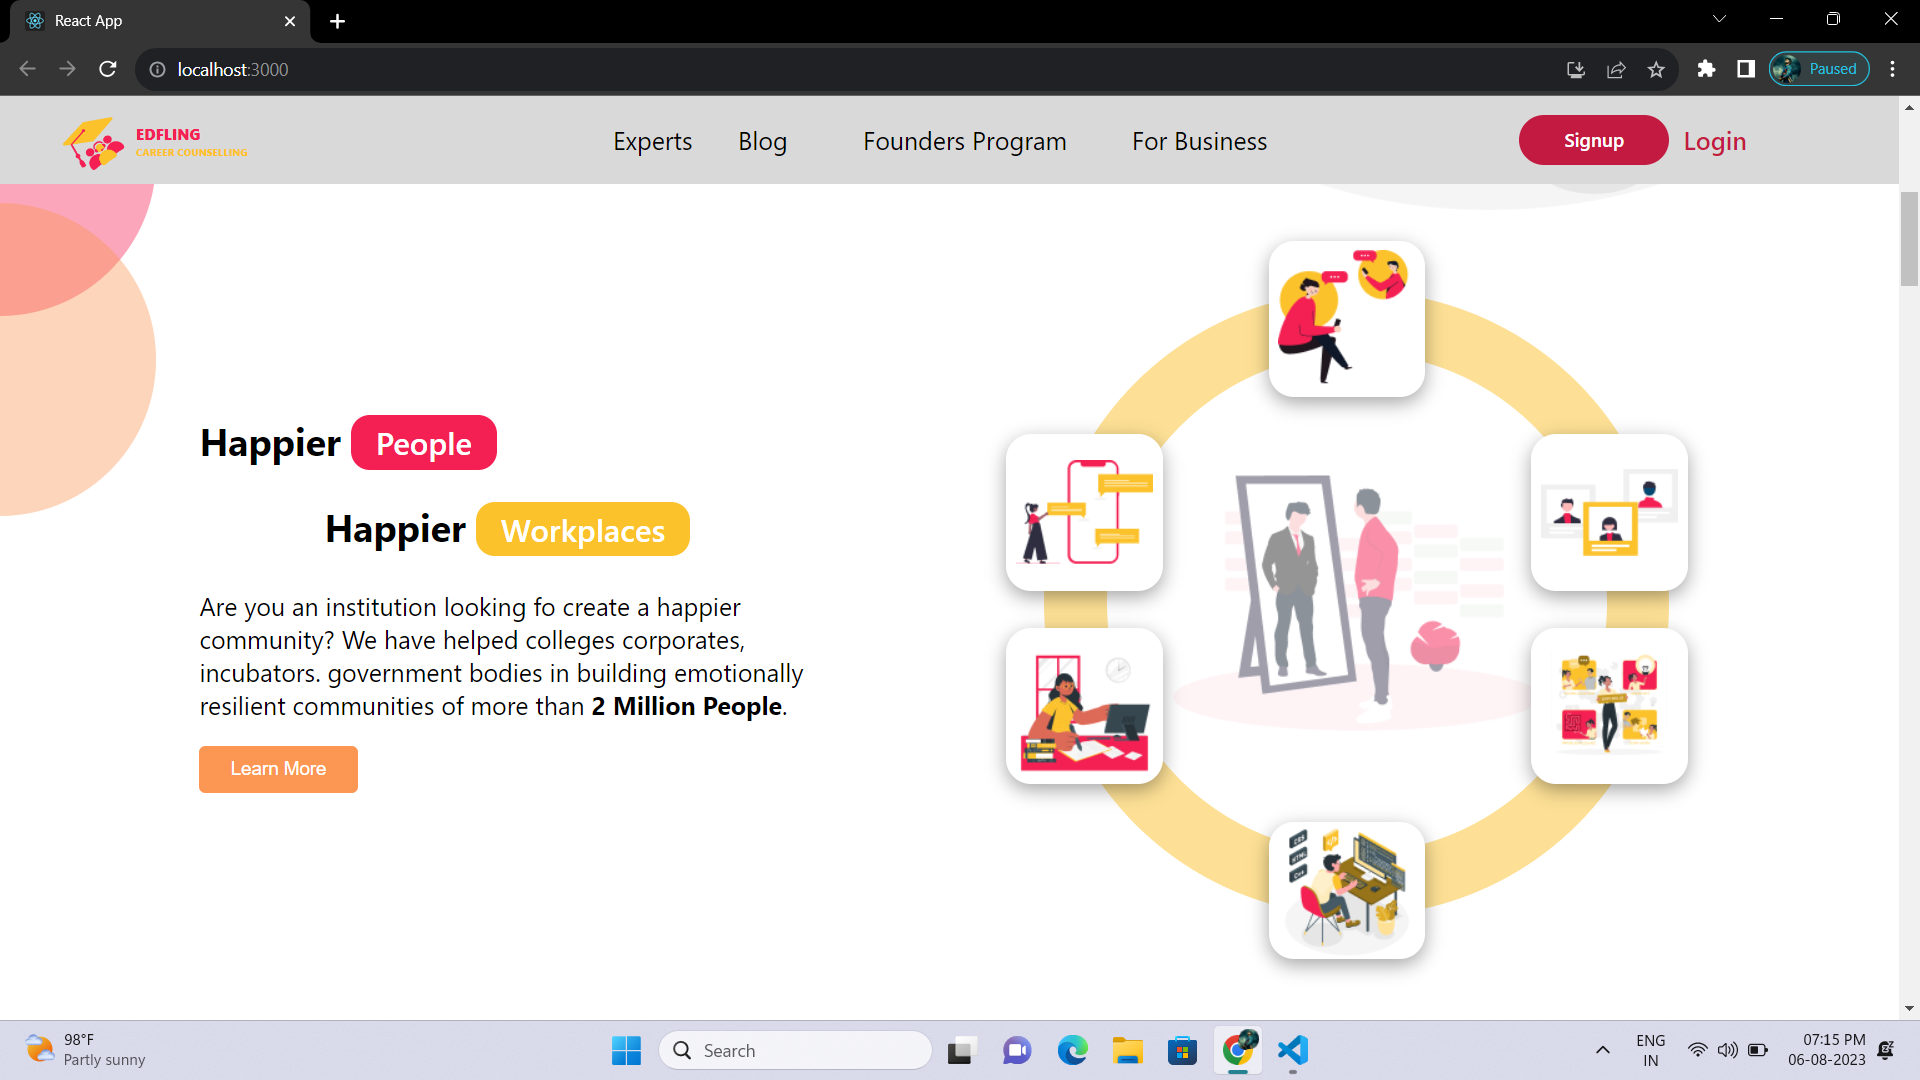 React App
localhost:3000
Paused
EDFLING
CAREER COUNSELLING
Experts Blog Founders Program For Business
Signup Login
Happier People
Happier Workplaces
Are you an institution looking fo create a happier
community? We have helped colleges corporates,
incubators. government bodies in building emotionally
resilient communities of more than 2 Million People.
Learn More
CSS
HTML
C++
98°F
Partly sunny
Search
ENG
IN
07:15 PM
06-08-2023